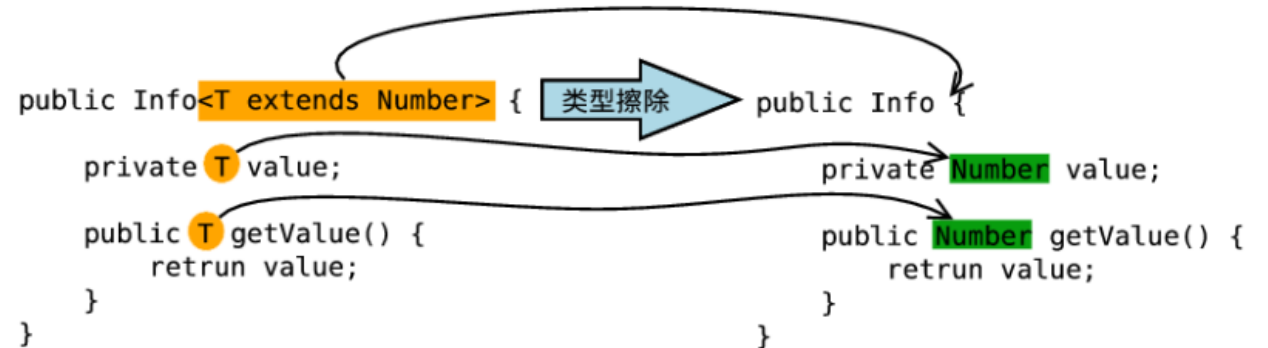 public Info<T extends Number> {
    private T value;
    public T getValue() {
        retrun value;
    }
}
类型擦除
public Info {
    private Number value;
    public Number getValue() {
        retrun value;
    }
}